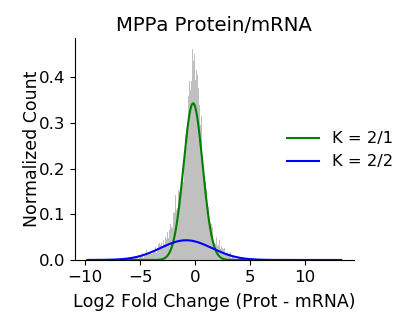 MPPa Protein/mRNA
Normalized Count
0.4
0.3
0.2
0.1
0.0
−10 −5 0 5 10
Log2 Fold Change (Prot - mRNA)
K = 2/1
K = 2/2